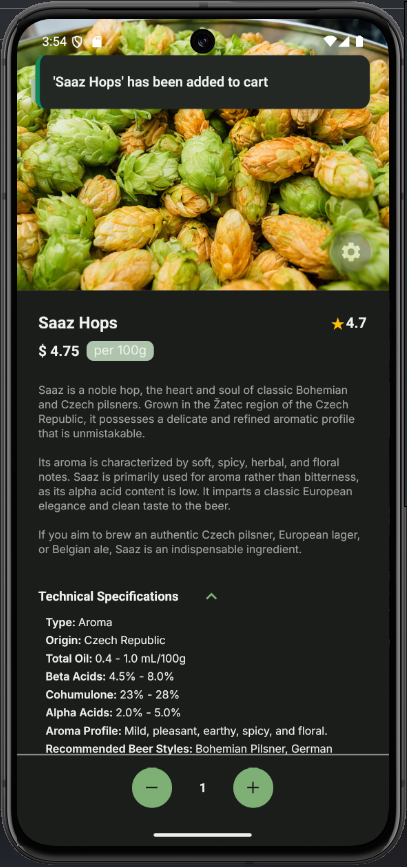 3:54
'Saaz Hops' has been added to cart
Saaz Hops
4.7
$ 4.75 per 100g
Saaz is a noble hop, the heart and soul of classic Bohemian
and Czech pilsners. Grown in the Žatec region of the Czech
Republic, it possesses a delicate and refined aromatic profile
that is unmistakable.
Its aroma is characterized by soft, spicy, herbal, and floral
notes. Saaz is primarily used for aroma rather than bitterness,
as its alpha acid content is low. It imparts a classic European
elegance and clean taste to the beer.
If you aim to brew an authentic Czech pilsner, European lager,
or Belgian ale, Saaz is an indispensable ingredient.
Technical Specifications
Type: Aroma
Origin: Czech Republic
Total Oil: 0.4 - 1.0 mL/100g
Beta Acids: 4.5% - 8.0%
Cohumulone: 23% - 28%
Alpha Acids: 2.0% - 5.0%
Aroma Profile: Mild, pleasant, earthy, spicy, and floral.
Recommended Beer Styles: Bohemian Pilsner, German
− 1 +